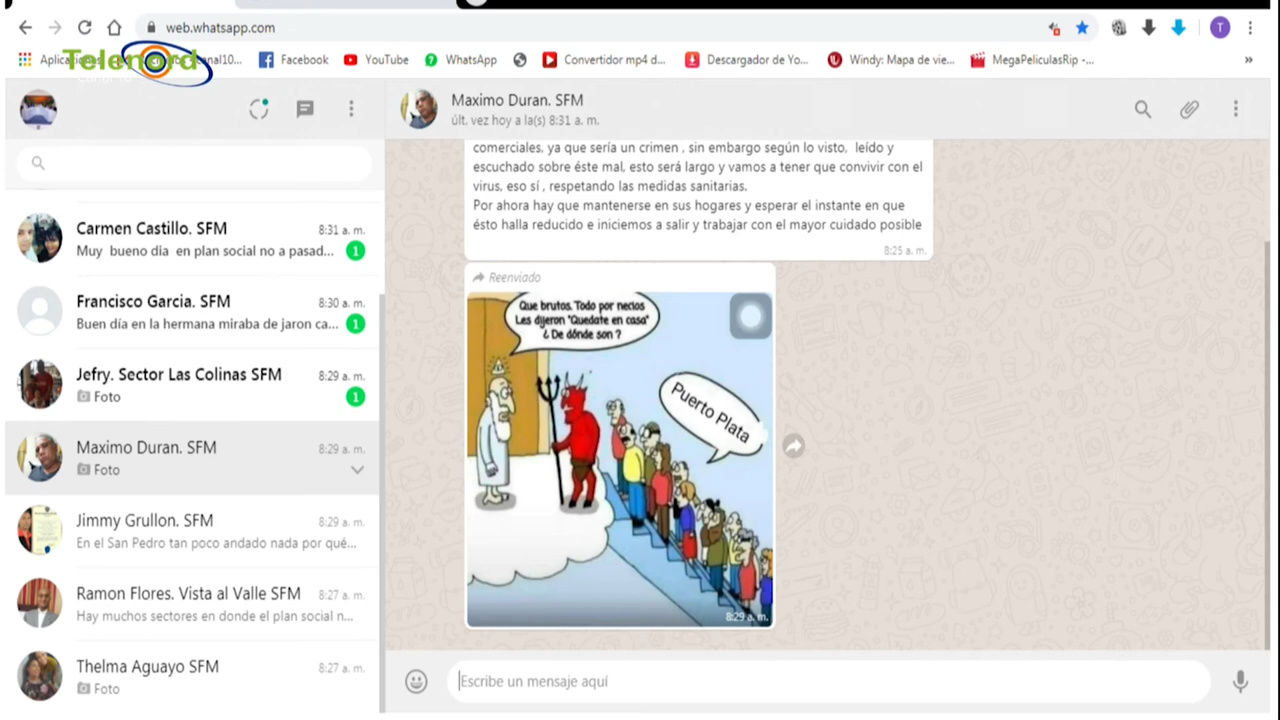 web.whatsapp.com
T
Telenord
Facebook
YouTube
WhatsApp
Convertidor mp4 d...
Descargador de Yo...
Windy: Mapa de vie...
MegaPeliculasRip -...
»
Maximo Duran. SFM
últ. vez hoy a la(s) 8:31 a. m.
Carmen Castillo. SFM
8:31 a. m.
Muy bueno dia en plan social no a pasad...
1
Francisco Garcia. SFM
8:30 a. m.
Buen día en la hermana miraba de jaron ca...
1
Jefry. Sector Las Colinas SFM
8:29 a. m.
Foto
1
Maximo Duran. SFM
8:29 a. m.
Foto
Jimmy Grullon. SFM
8:29 a. m.
En el San Pedro tan poco andado nada por qué...
Ramon Flores. Vista al Valle SFM
8:27 a. m.
Hay muchos sectores en donde el plan social n...
Thelma Aguayo SFM
8:27 a. m.
Foto
comerciales, ya que sería un crimen , sin embargo según lo visto, leído y
escuchado sobre éste mal, esto será largo y vamos a tener que convivir con el
virus, eso sí , respetando las medidas sanitarias.
Por ahora hay que mantenerse en sus hogares y esperar el instante en que
ésto halla reducido e iniciemos a salir y trabajar con el mayor cuidado posible
8:25 a. m.
Reenviado
Que brutos. Todo por necios
Les dijeron "Quedate en casa"
¿ De dónde son ?
Puerto Plata
8:29 a. m.
Escribe un mensaje aquí